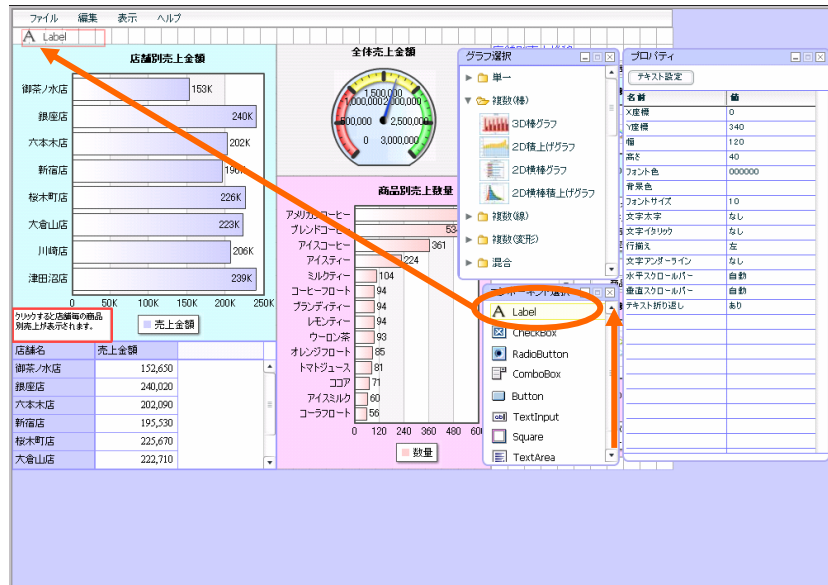 ファイル 編集 表示 ヘルプ
A Label
店舗別売上金額
御茶ノ水店 153K
銀座店 240K
六本木店 202K
新宿店
桜木町店 226K
大倉山店 223K
川崎店 206K
津田沼店 239K
0 50K 100K 150K 200K 250K
売上金額
クリックすると店舗毎の商品
別売上が表示されます。
店舗名 売上金額
御茶ノ水店 152,650
銀座店 240,020
六本木店 202,090
新宿店 195,530
桜木町店 225,670
大倉山店 222,710
全体売上金額
1,500,000
1,000,000 2,000,000
500,000 2,500,000
0 3,000,000
商品別売上数量
アメリカンコーヒー
ブレンドコーヒー
アイスコーヒー 361
アイスティー 224
ミルクティー 104
コーヒーフロート 94
ブランディティー 94
レモンティー 94
ウーロン茶 93
オレンジフロート 85
トマトジュース 81
ココア 71
アイスミルク 60
コーラフロート 56
0 120 240 360 480
数量
グラフ選択
単一
複数(棒)
3D棒グラフ
2D積上げグラフ
2D横棒グラフ
2D横棒積上げグラフ
複数(線)
複数(変形)
混合
コンポーネント選択
A Label
CheckBox
RadioButton
ComboBox
Button
TextInput
Square
TextArea
プロパティ
テキスト設定
名前 値
X座標 0
Y座標 340
幅 120
高さ 40
フォント色 000000
背景色
フォントサイズ 10
文字太字 なし
文字イタリック なし
行揃え 左
文字アンダーライン なし
水平スクロールバー 自動
垂直スクロールバー 自動
テキスト折り返し あり